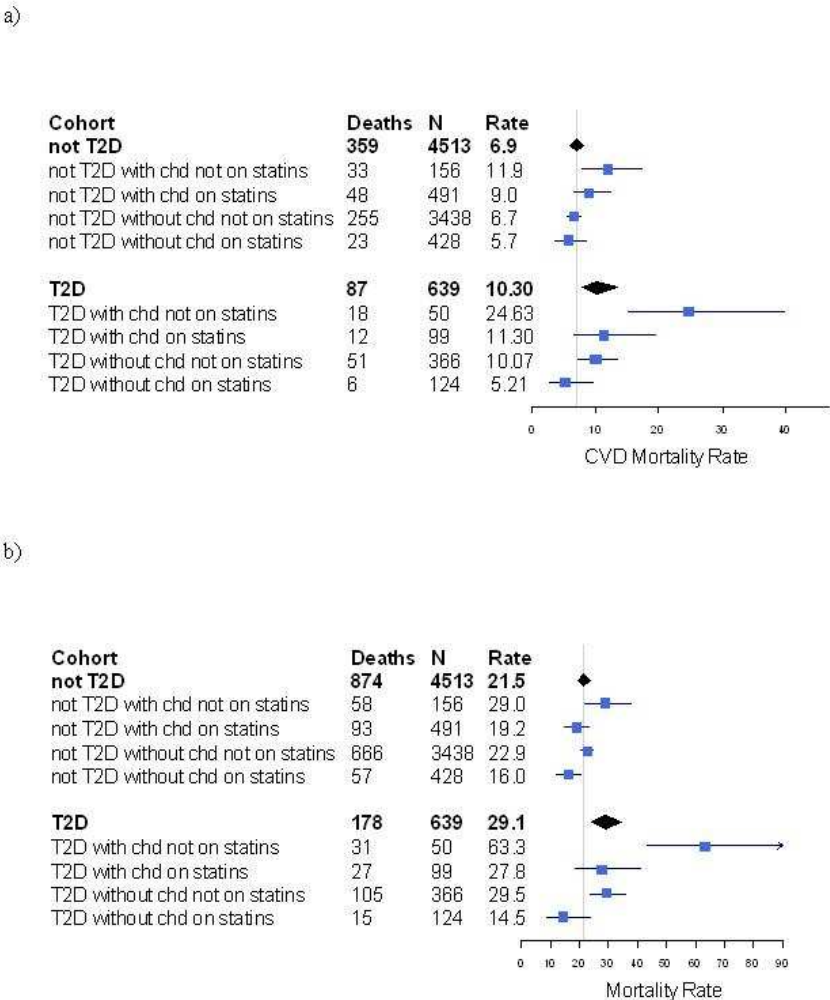 a)
Cohort Deaths N Rate
not T2D 359 4513 6.9
not T2D with chd not on statins 33 156 11.9
not T2D with chd on statins 48 491 9.0
not T2D without chd not on statins 255 3438 6.7
not T2D without chd on statins 23 428 5.7
T2D 87 639 10.30
T2D with chd not on statins 18 50 24.63
T2D with chd on statins 12 99 11.30
T2D without chd not on statins 51 366 10.07
T2D without chd on statins 6 124 5.21
0 10 20 30 40
CVD Mortality Rate
b)
Cohort Deaths N Rate
not T2D 874 4513 21.5
not T2D with chd not on statins 58 156 29.0
not T2D with chd on statins 93 491 19.2
not T2D without chd not on statins 666 3438 22.9
not T2D without chd on statins 57 428 16.0
T2D 178 639 29.1
T2D with chd not on statins 31 50 63.3
T2D with chd on statins 27 99 27.8
T2D without chd not on statins 105 366 29.5
T2D without chd on statins 15 124 14.5
0 10 20 30 40 50 60 70 80 90
Mortality Rate